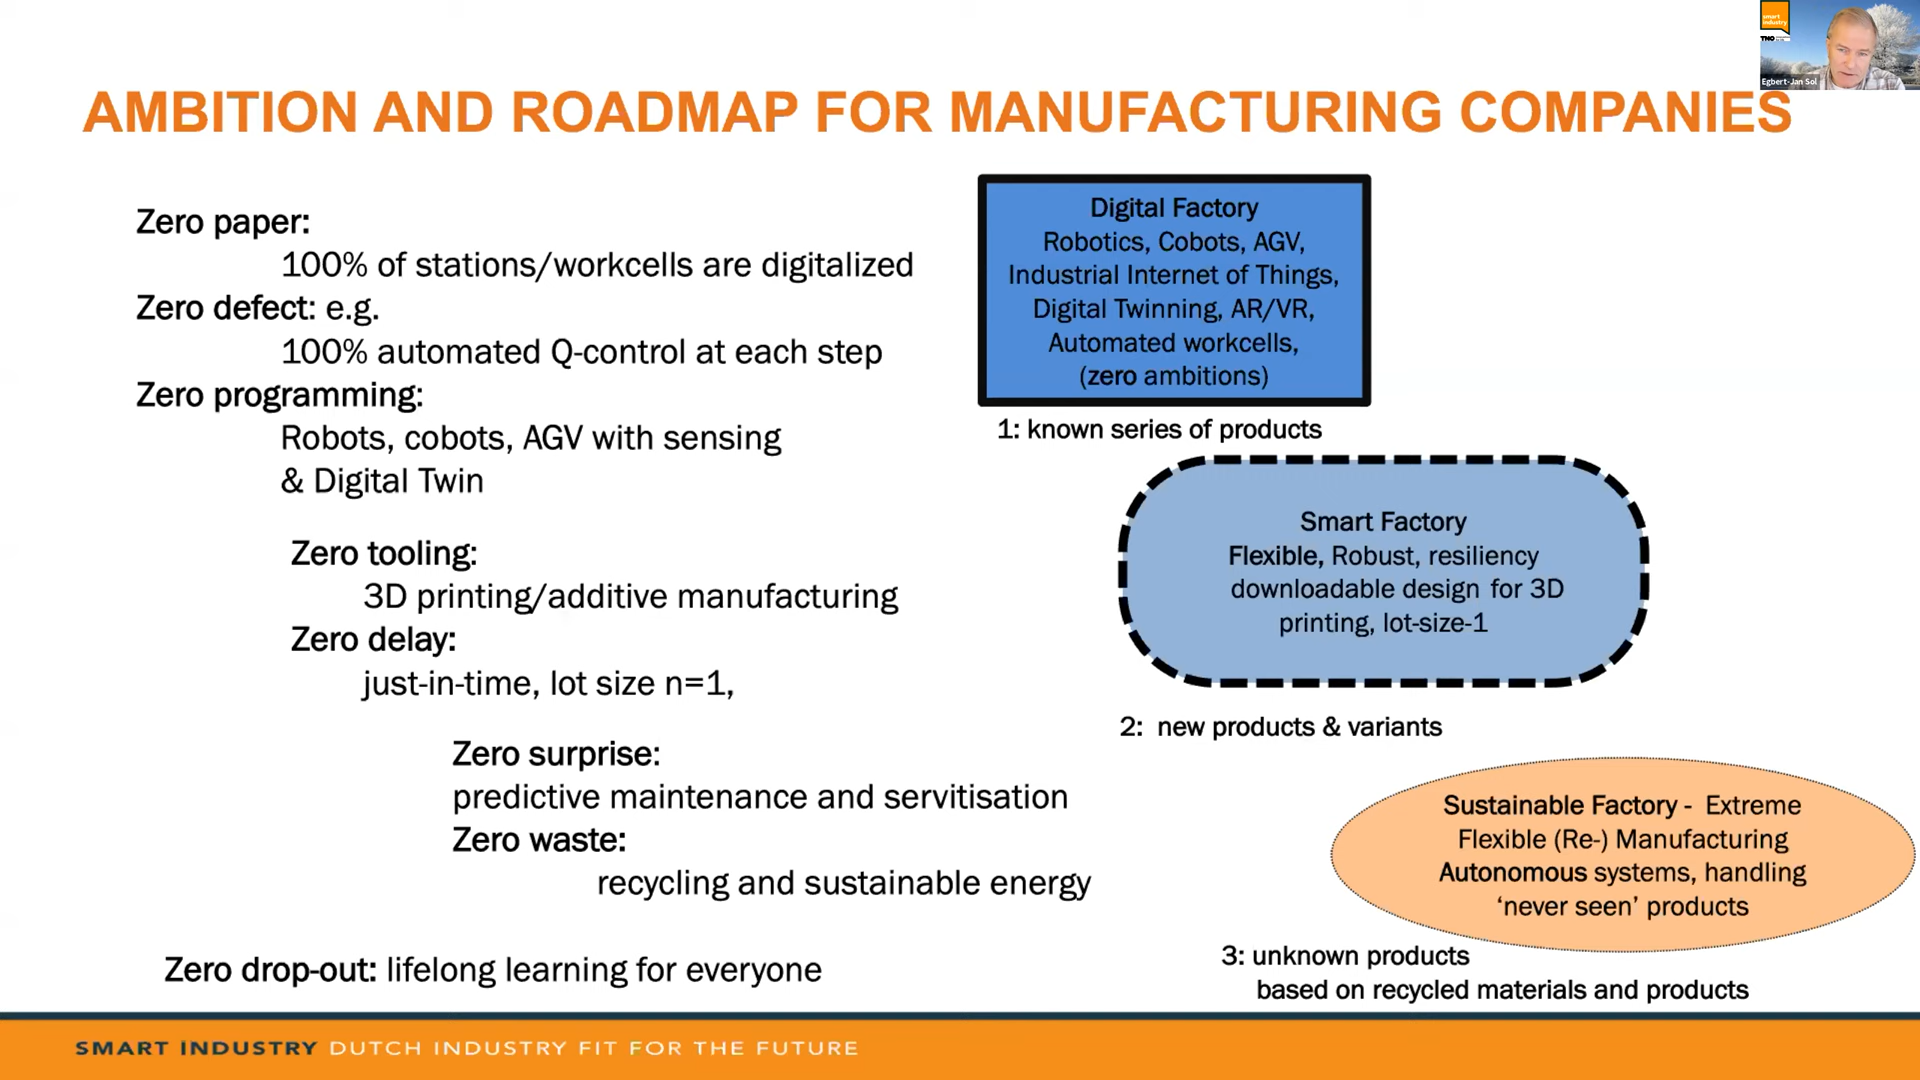 smart
industry
TNO
Egbert-Jan Sol
AMBITION AND ROADMAP FOR MANUFACTURING COMPANIES
Zero paper:
100% of stations/workcells are digitalized
Zero defect: e.g.
100% automated Q-control at each step
Zero programming:
Robots, cobots, AGV with sensing
& Digital Twin
Zero tooling:
3D printing/additive manufacturing
Zero delay:
just-in-time, lot size n=1,
Zero surprise:
predictive maintenance and servitisation
Zero waste:
recycling and sustainable energy
Zero drop-out: lifelong learning for everyone
Digital Factory
Robotics, Cobots, AGV,
Industrial Internet of Things,
Digital Twinning, AR/VR,
Automated workcells,
(zero ambitions)
1: known series of products
Smart Factory
Flexible, Robust, resiliency
downloadable design for 3D
printing, lot-size-1
2: new products & variants
Sustainable Factory - Extreme
Flexible (Re-) Manufacturing
Autonomous systems, handling
‘never seen’ products
3: unknown products
based on recycled materials and products
SMART INDUSTRY DUTCH INDUSTRY FIT FOR THE FUTURE